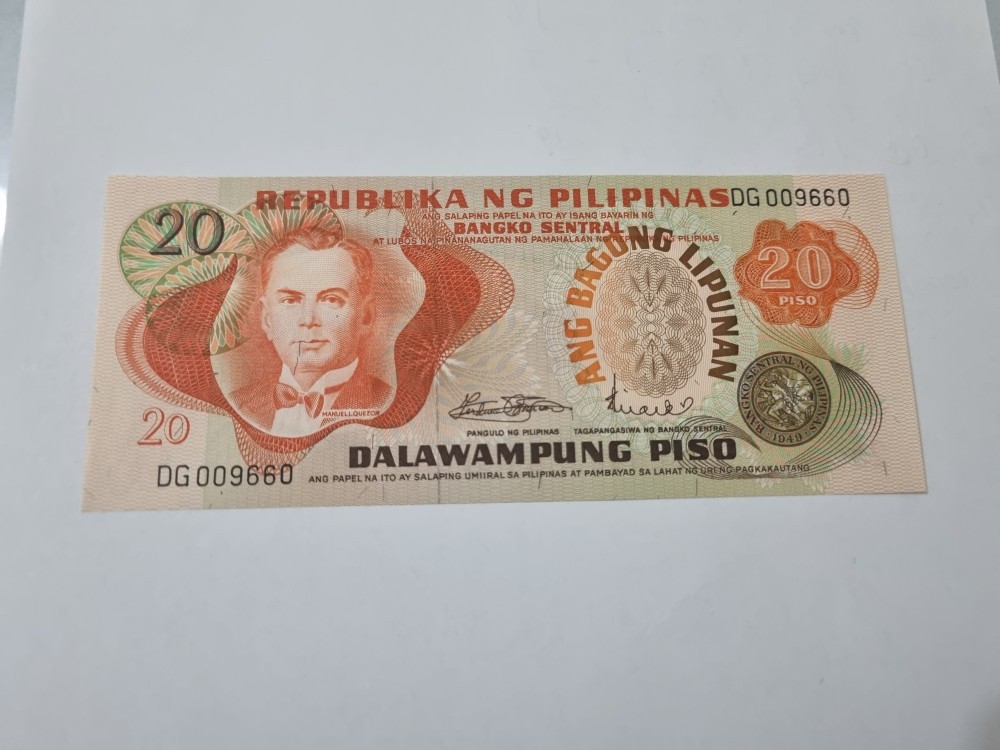 20
REPUBLIKA NG PILIPINAS
DG 009660
ANG SALAPING PAPEL NA ITO AY ISANG BAYARIN NG
BANGKO SENTRAL
AT LUBOS NA PINANANAGUTAN NG PAMAHALAAN NG REPUBLIKA NG PILIPINAS
ANG BAGONG LIPUNAN
20
PISO
MANUEL L. QUEZON
20
BANGKO SENTRAL NG PILIPINAS
1949
PANGULO NG PILIPINAS
TAGAPANGASIWA NG BANGKO SENTRAL
DALAWAMPUNG PISO
DG 009660
ANG PAPEL NA ITO AY SALAPING UMIIRAL SA PILIPINAS AT PAMBAYAD SA LAHAT NG URI NG PAGKAKAUTANG